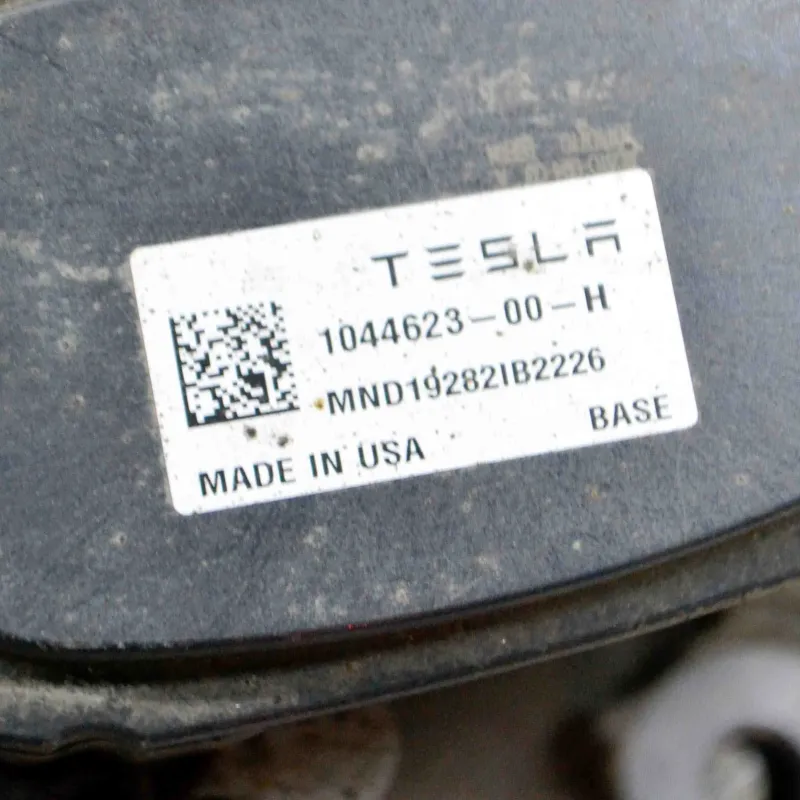 TESLA
1044623-00-H
MND19282IB2226
BASE
MADE IN USA